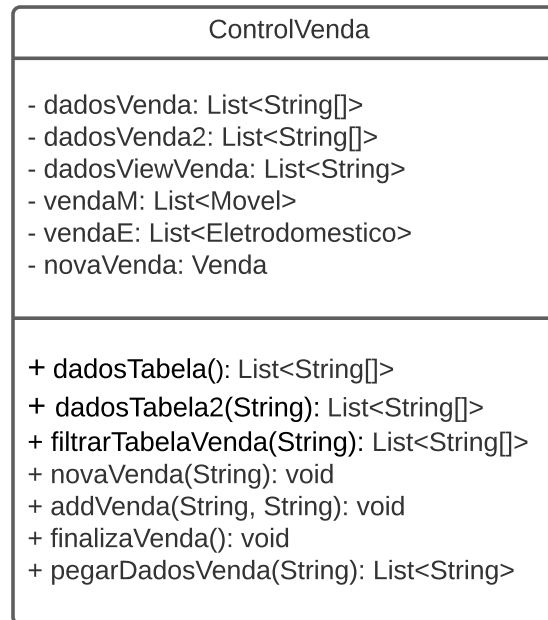 ControlVenda
- dadosVenda: List<String[]>
- dadosVenda2: List<String[]>
- dadosViewVenda: List<String>
- vendaM: List<Movel>
- vendaE: List<Eletrodomestico>
- novaVenda: Venda
+ dadosTabela(): List<String[]>
+ dadosTabela2(String): List<String[]>
+ filtrarTabelaVenda(String): List<String[]>
+ novaVenda(String): void
+ addVenda(String, String): void
+ finalizaVenda(): void
+ pegarDadosVenda(String): List<String>